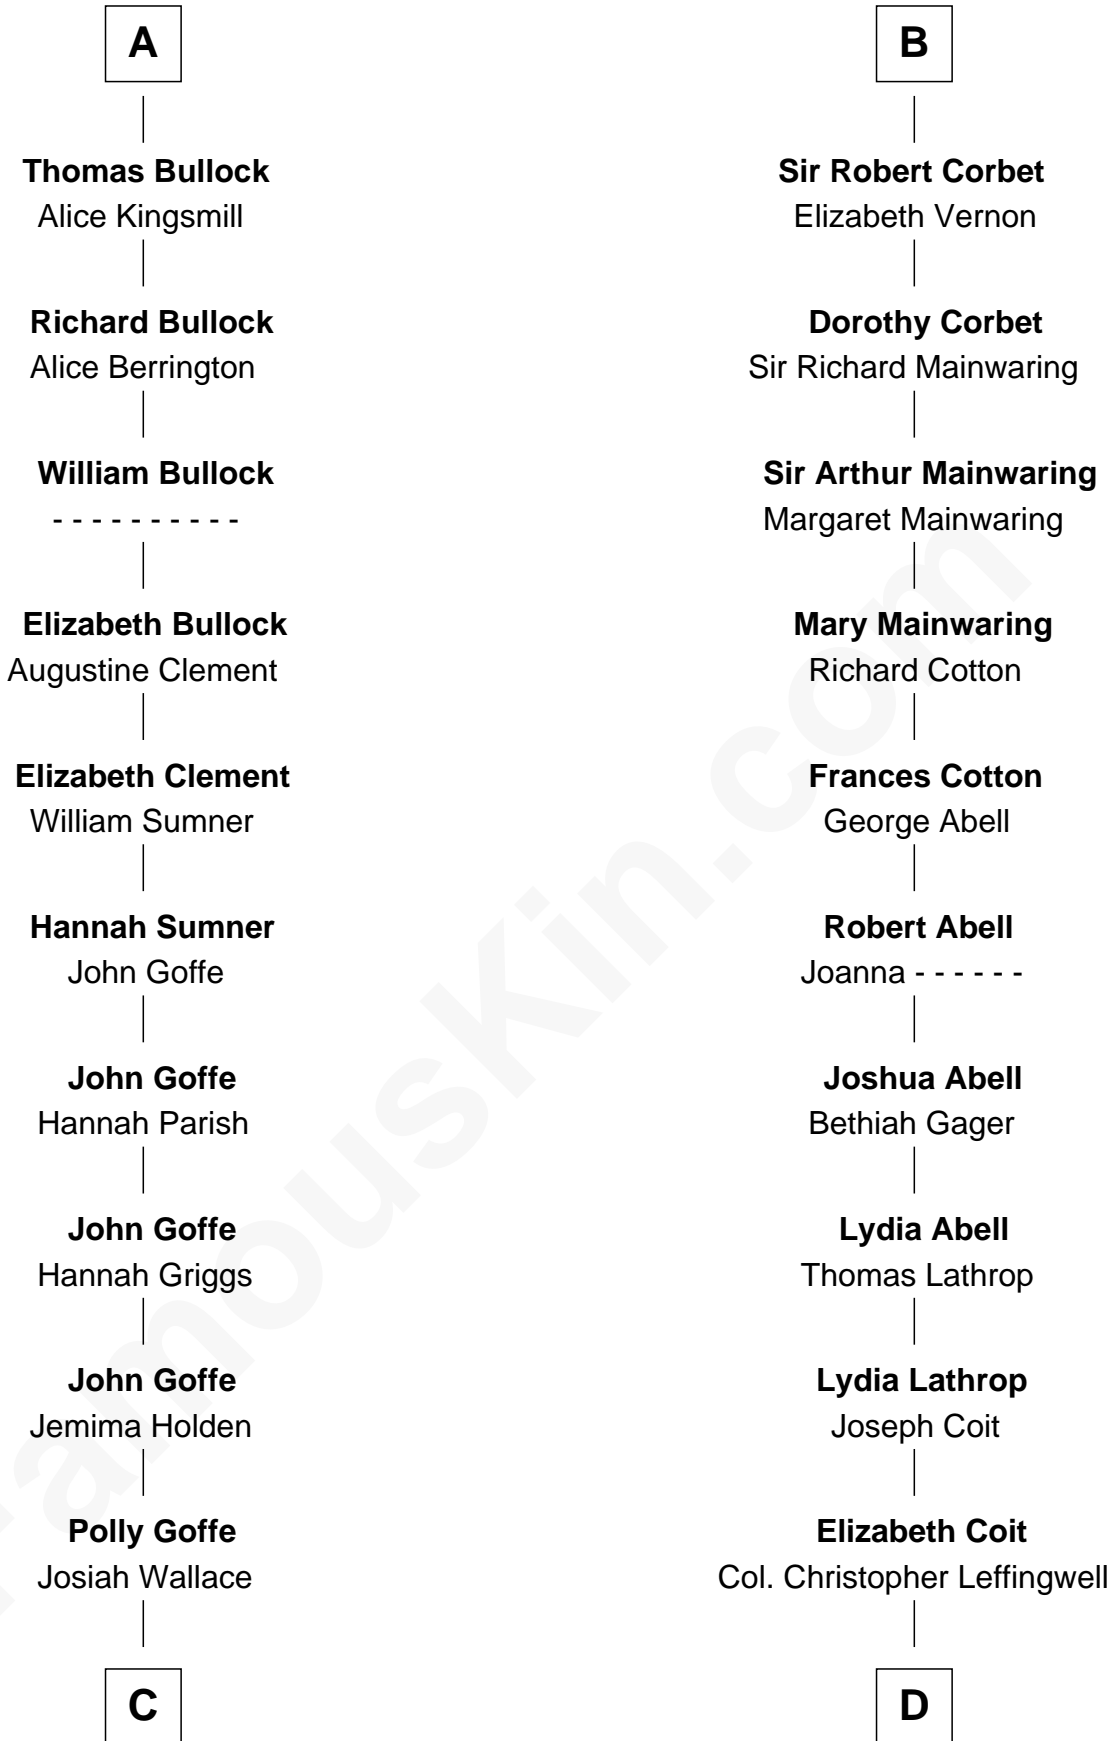 A
Thomas Bullock
Alice Kingsmill
Richard Bullock
Alice Berrington
William Bullock
- - - - - - - - - -
Elizabeth Bullock
Augustine Clement
Elizabeth Clement
William Sumner
Hannah Sumner
John Goffe
John Goffe
Hannah Parish
John Goffe
Hannah Griggs
John Goffe
Jemima Holden
Polly Goffe
Josiah Wallace
C
B
Sir Robert Corbet
Elizabeth Vernon
Dorothy Corbet
Sir Richard Mainwaring
Sir Arthur Mainwaring
Margaret Mainwaring
Mary Mainwaring
Richard Cotton
Frances Cotton
George Abell
Robert Abell
Joanna - - - - - -
Joshua Abell
Bethiah Gager
Lydia Abell
Thomas Lathrop
Lydia Lathrop
Joseph Coit
Elizabeth Coit
Col. Christopher Leffingwell
D
FamousKin.com